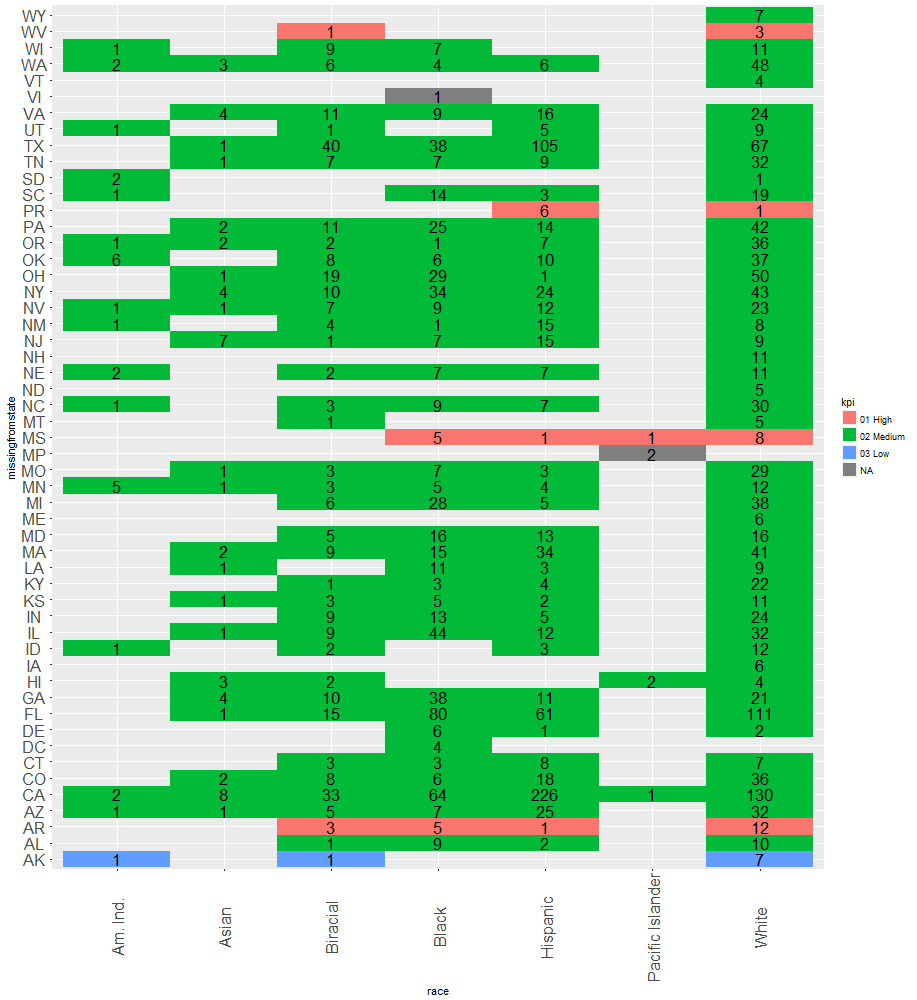 WY 7
WV 1 3
WI 1 9 7 11
WA 2 3 6 4 6 48
VT 4
VI 1
VA 4 11 9 16 24
UT 1 1 5 9
TX 1 40 38 105 67
TN 1 7 7 9 32
SD 2 1
SC 1 14 3 19
PR 6 1
PA 2 11 25 14 42
OR 1 2 2 1 7 36
OK 6 8 6 10 37
OH 1 19 29 1 50
NY 4 10 34 24 43
NV 1 1 7 9 12 23
NM 1 4 1 15 8
NJ 7 1 7 15 9
NH 11
NE 2 2 7 7 11
ND 5
NC 1 3 9 7 30
MT 1 5
MS 5 1 1 8
MP 2
MO 1 3 7 3 29
MN 5 1 3 5 4 12
MI 6 28 5 38
ME 6
MD 5 16 13 16
MA 2 9 15 34 41
LA 1 11 3 9
KY 1 3 4 22
KS 1 3 5 2 11
IN 9 13 5 24
IL 1 9 44 12 32
ID 1 2 3 12
IA 6
HI 3 2 2 4
GA 4 10 38 11 21
FL 1 15 80 61 111
DE 6 1 2
DC 4
CT 3 3 8 7
CO 2 8 6 18 36
CA 2 8 33 64 226 1 130
AZ 1 1 5 7 25 32
AR 3 5 1 12
AL 1 9 2 10
AK 1 1 7
missingfromstate
Am. Ind.
Asian
Biracial
Black
Hispanic
Pacific Islander
White
race
kpi
01 High
02 Medium
03 Low
NA